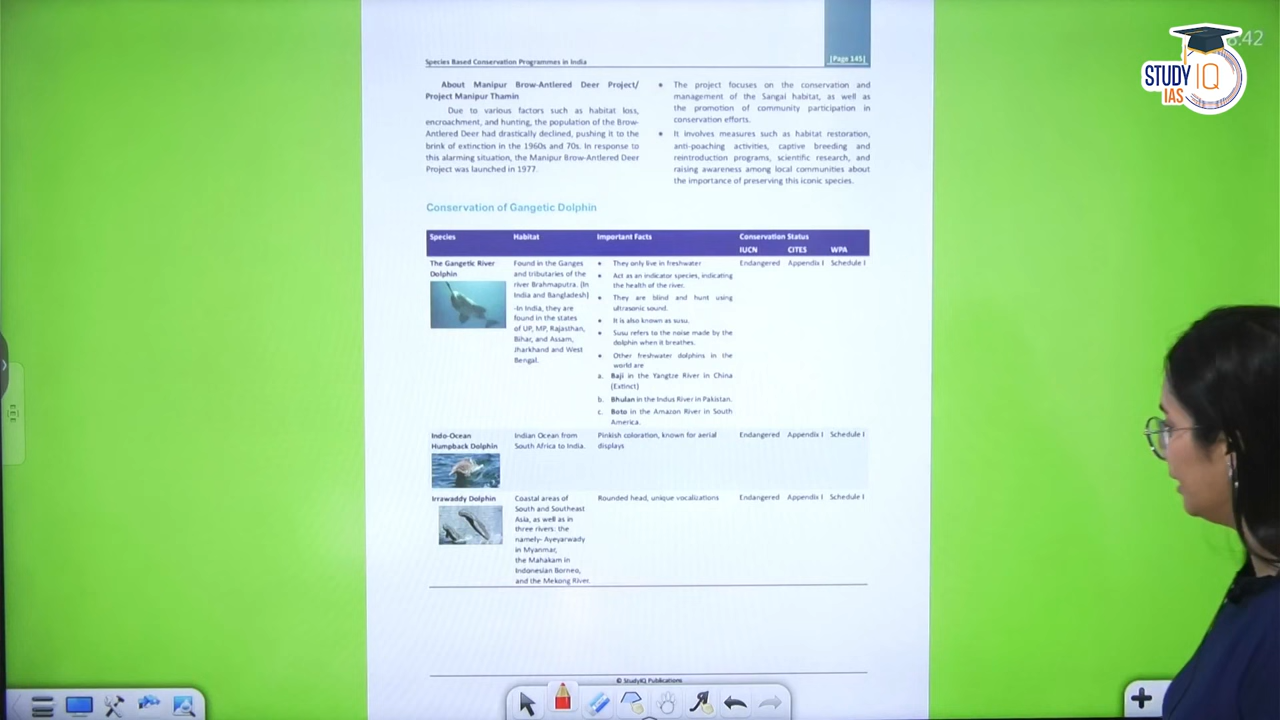 .42
STUDY IQ
IAS
|Page 145|
Species Based Conservation Programmes in India
About Manipur Brow-Antlered Deer Project/
Project Manipur Thamin
Due to various factors such as habitat loss,
encroachment, and hunting, the population of the Brow-
Antlered Deer had drastically declined, pushing it to the
brink of extinction in the 1960s and 70s. In response to
this alarming situation, the Manipur Brow-Antlered Deer
Project was launched in 1977.
• The project focuses on the conservation and
management of the Sangai habitat, as well as
the promotion of community participation in
conservation efforts.
• It involves measures such as habitat restoration,
anti-poaching activities, captive breeding and
reintroduction programs, scientific research, and
raising awareness among local communities about
the importance of preserving this iconic species.
Conservation of Gangetic Dolphin
Species Habitat Important Facts Conservation Status
IUCN CITES WPA
The Gangetic River
Dolphin
Found in the Ganges
and tributaries of the
river Brahmaputra. (In
India and Bangladesh)
-In India, they are
found in the states
of UP, MP, Rajasthan,
Bihar, and Assam,
Jharkhand and West
Bengal.
• They only live in freshwater
• Act as an indicator species, indicating
the health of the river.
• They are blind and hunt using
ultrasonic sound.
• It is also known as susu.
• Susu refers to the noise made by the
dolphin when it breathes.
• Other freshwater dolphins in the
world are
a. Baji in the Yangtze River in China
(Extinct)
b. Bhulan in the Indus River in Pakistan.
c. Boto in the Amazon River in South
America.
Endangered Appendix I Schedule I
Indo-Ocean
Humpback Dolphin
Indian Ocean from
South Africa to India.
Pinkish coloration, known for aerial
displays
Endangered Appendix I Schedule I
Irrawaddy Dolphin
Coastal areas of
South and Southeast
Asia, as well as in
three rivers: the
namely- Ayeyarwady
in Myanmar,
the Mahakam in
Indonesian Borneo,
and the Mekong River.
Rounded head, unique vocalizations
Endangered Appendix I Schedule I
© StudyIQ Publications